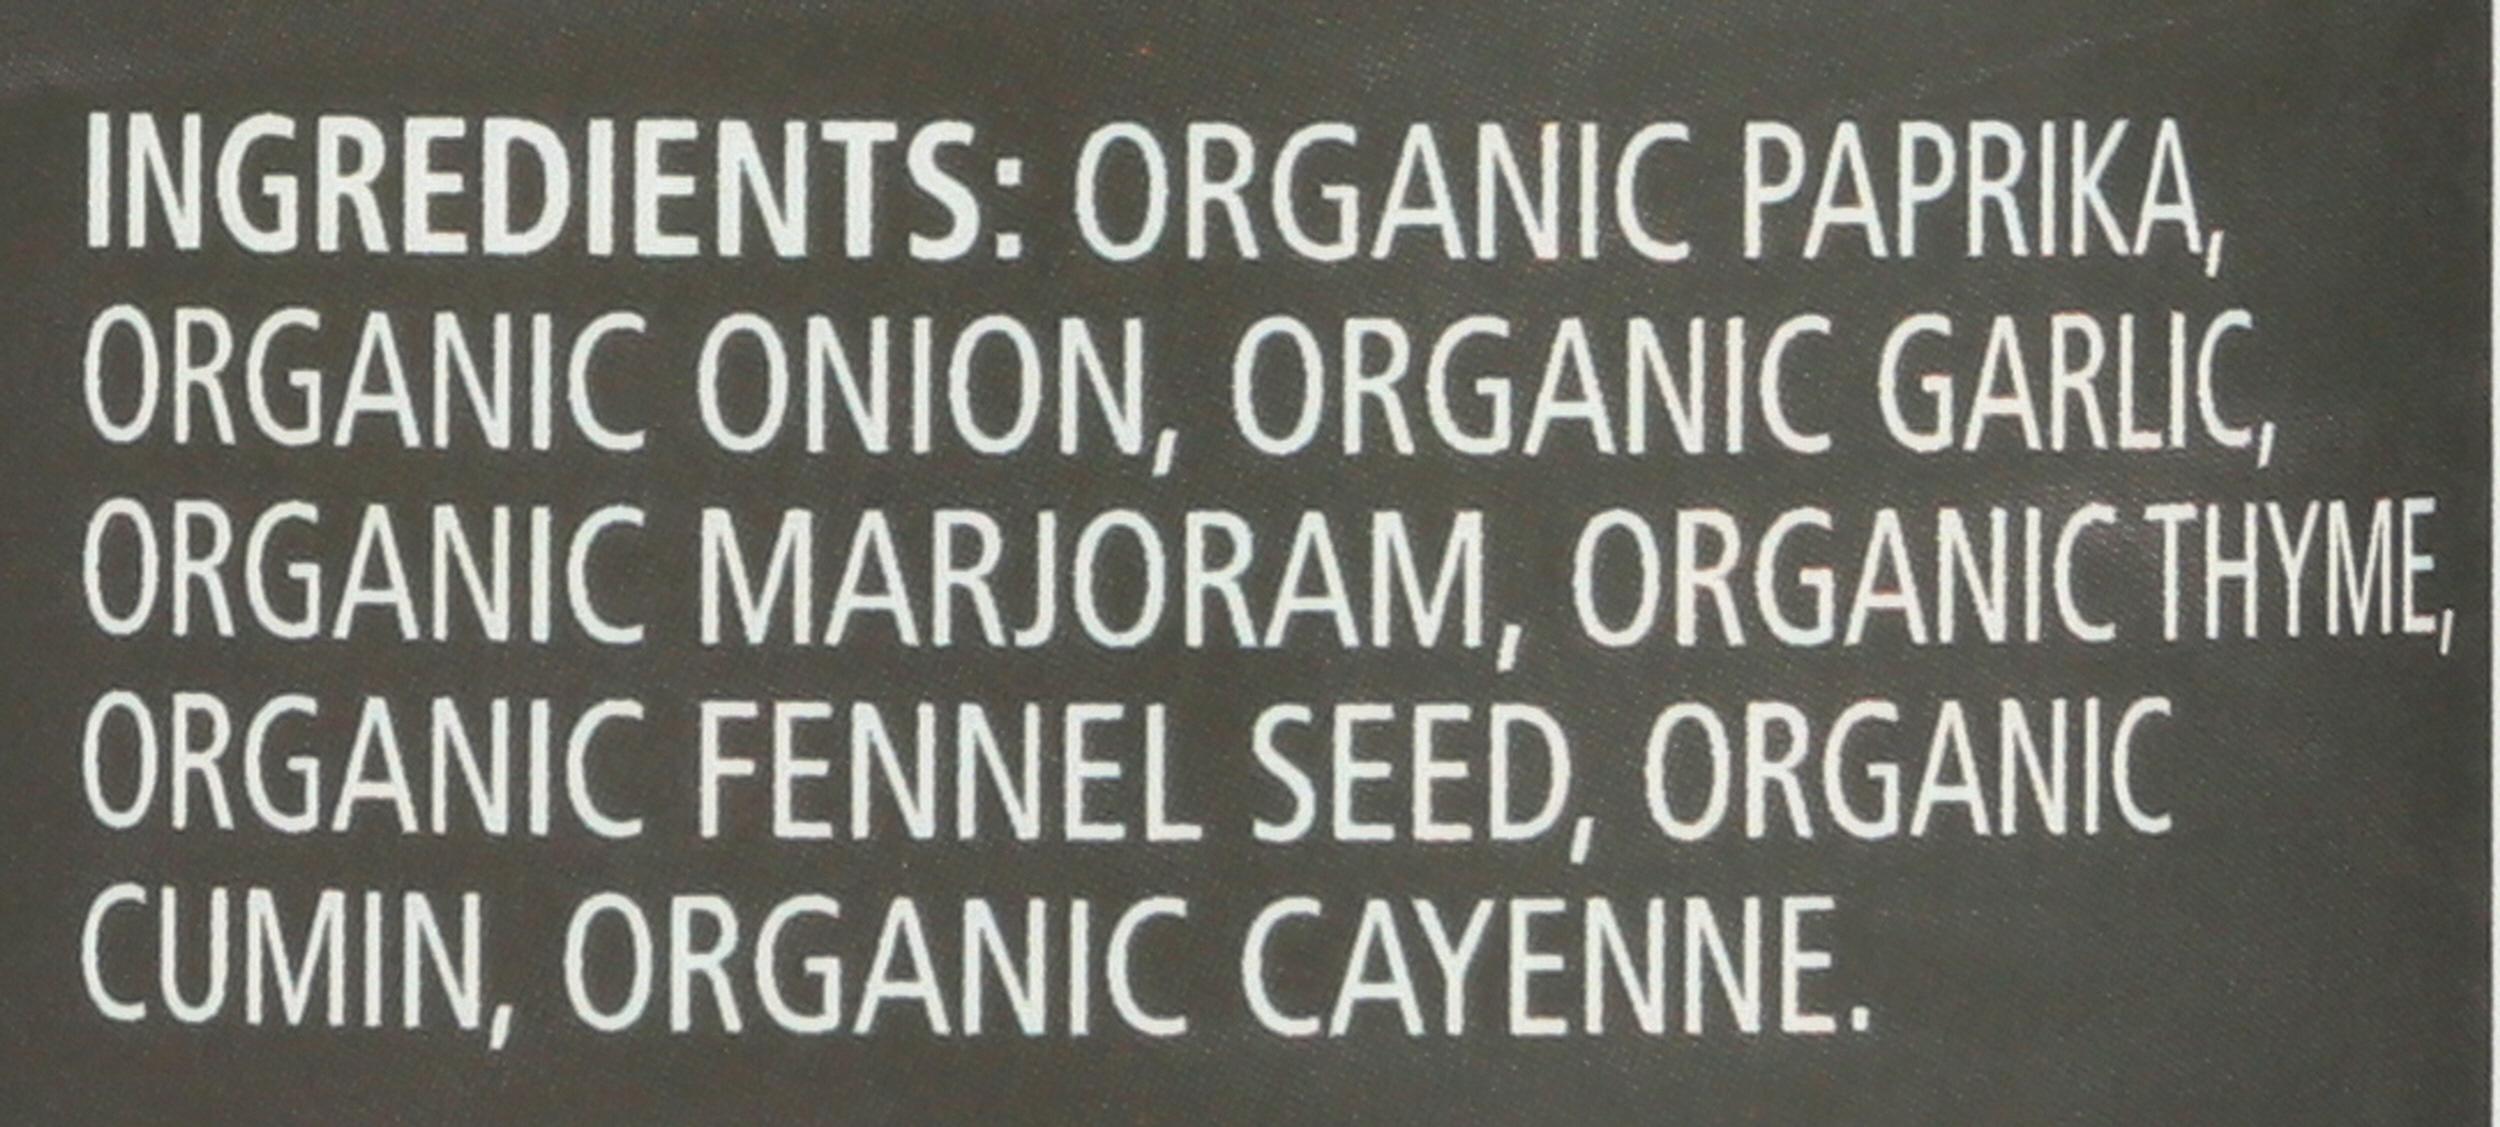 INGREDIENTS: ORGANIC PAPRIKA,
ORGANIC ONION, ORGANIC GARLIC,
ORGANIC MARJORAM, ORGANIC THYME,
ORGANIC FENNEL SEED, ORGANIC
CUMIN, ORGANIC CAYENNE.